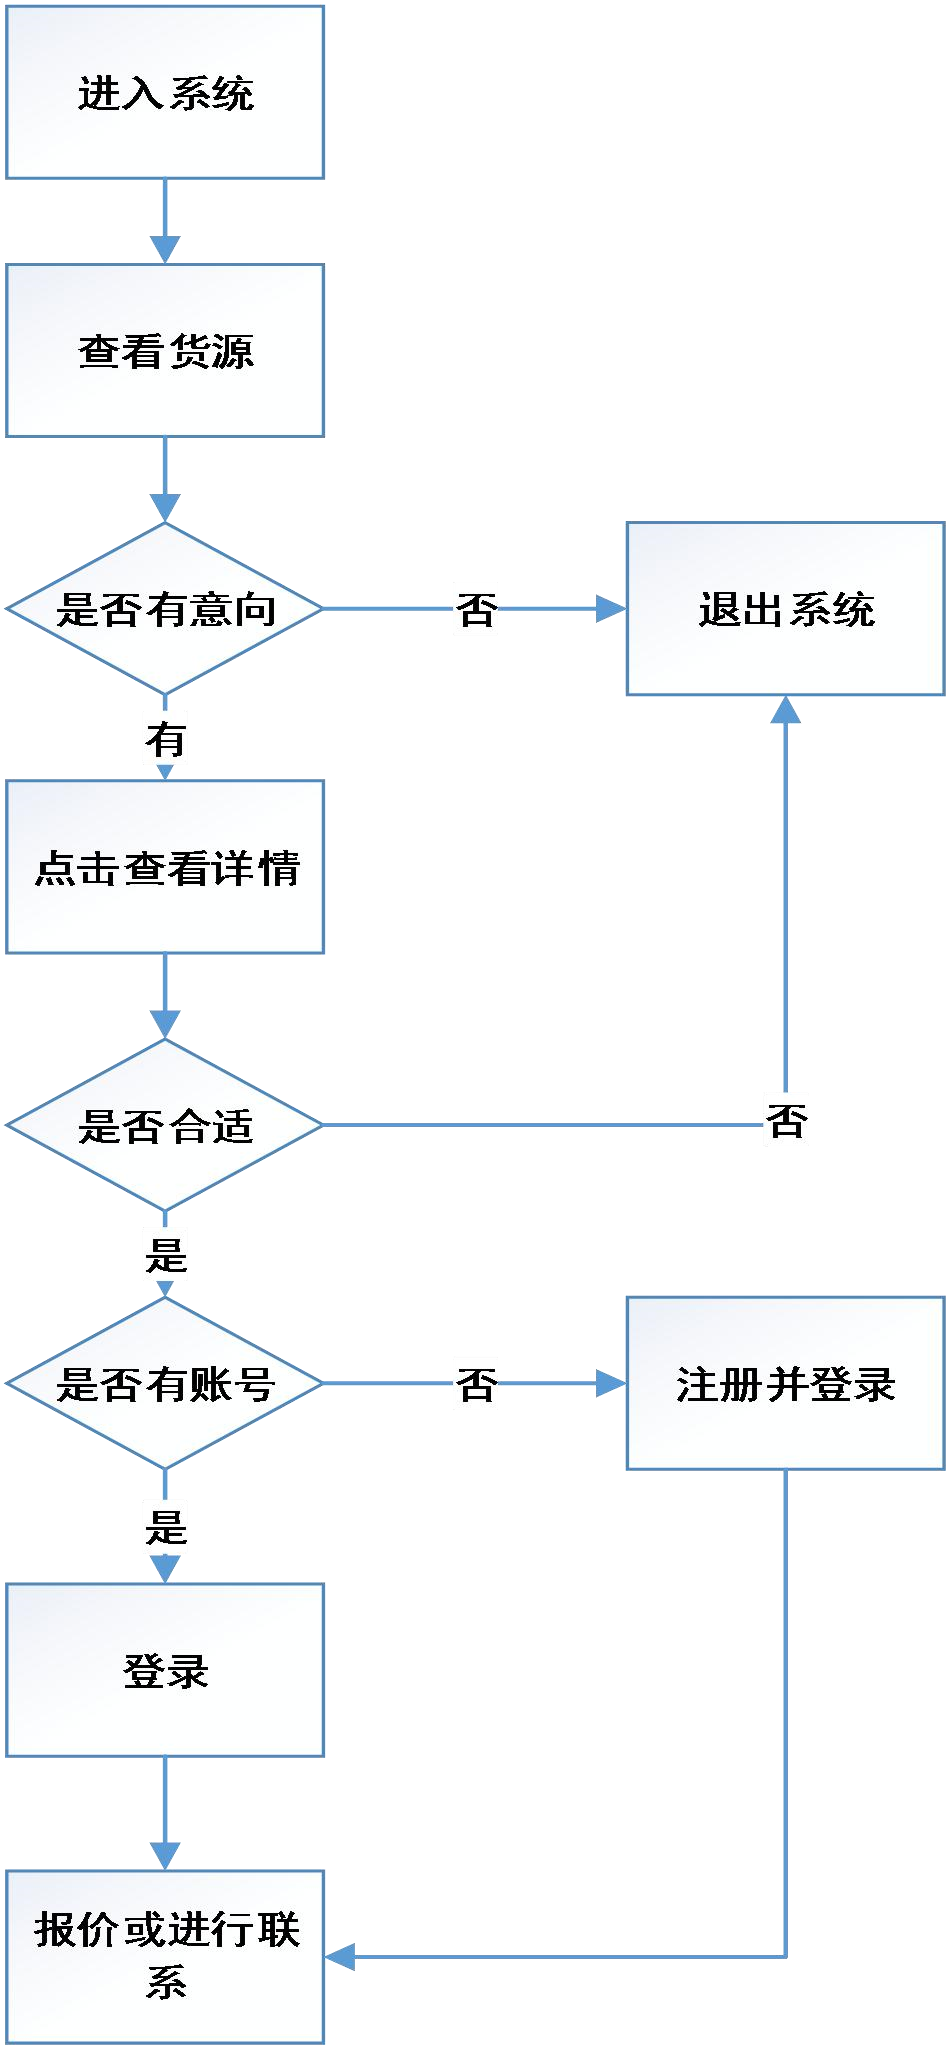 进入系统
查看货源
是否有意向
否
退出系统
有
点击查看详情
是否合适
否
是
是否有账号
否
注册并登录
是
登录
报价或进行联
系